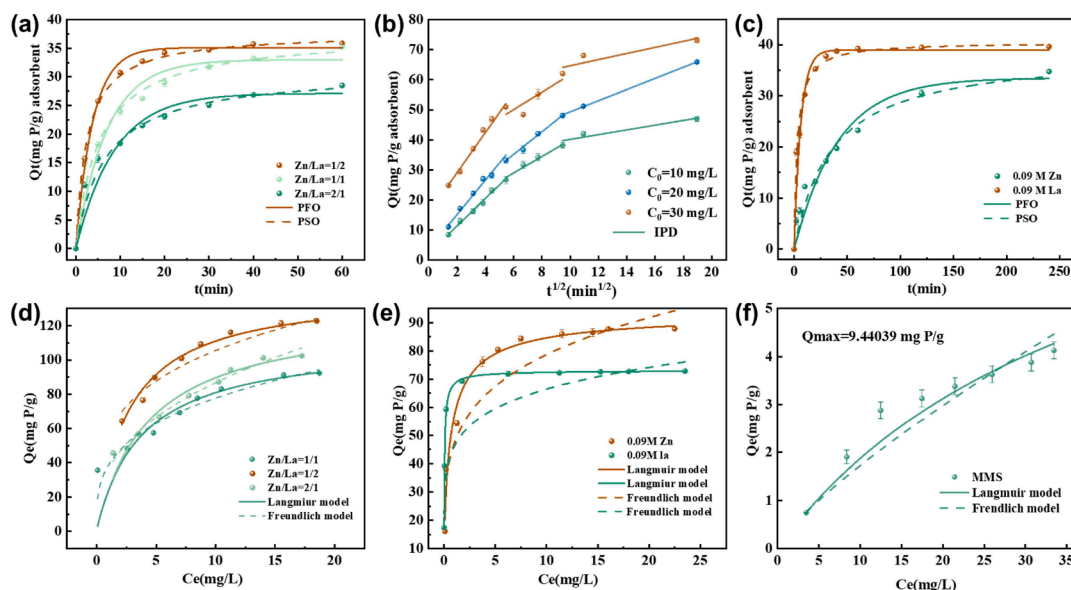 (a)
Qt(mg P/g) adsorbent
40
35
30
25
20
15
10
5
0
Zn/La=1/2
Zn/La=1/1
Zn/La=2/1
PFO
PSO
0 10 20 30 40 50 60
t(min)
(b)
Qt(mg P/g) adsorbent
80
70
60
50
40
30
20
10
0
C₀=10 mg/L
C₀=20 mg/L
C₀=30 mg/L
IPD
0 2 4 6 8 10 12 14 16 18 20
t^1/2(min^1/2)
(c)
Qt(mg P/g) adsorbent
40
30
20
10
0
0.09 M Zn
0.09 M La
PFO
PSO
0 50 100 150 200 250
t(min)
(d)
Qe(mg P/g)
120
100
80
60
40
20
0
Zn/La=1/1
Zn/La=1/2
Zn/La=2/1
Langmiur model
Freundlich model
0 5 10 15 20
Ce(mg/L)
(e)
Qe(mg P/g)
90
80
70
60
50
40
30
20
10
0.09M Zn
0.09M la
Langmuir model
Langmiur model
Freundlich model
Freundlich model
0 5 10 15 20 25
Ce(mg/L)
(f)
Qe(mg P/g)
5
4
3
2
1
0
Qmax=9.44039 mg P/g
MMS
Langmuir model
Frendlich model
0 5 10 15 20 25 30 35
Ce(mg/L)